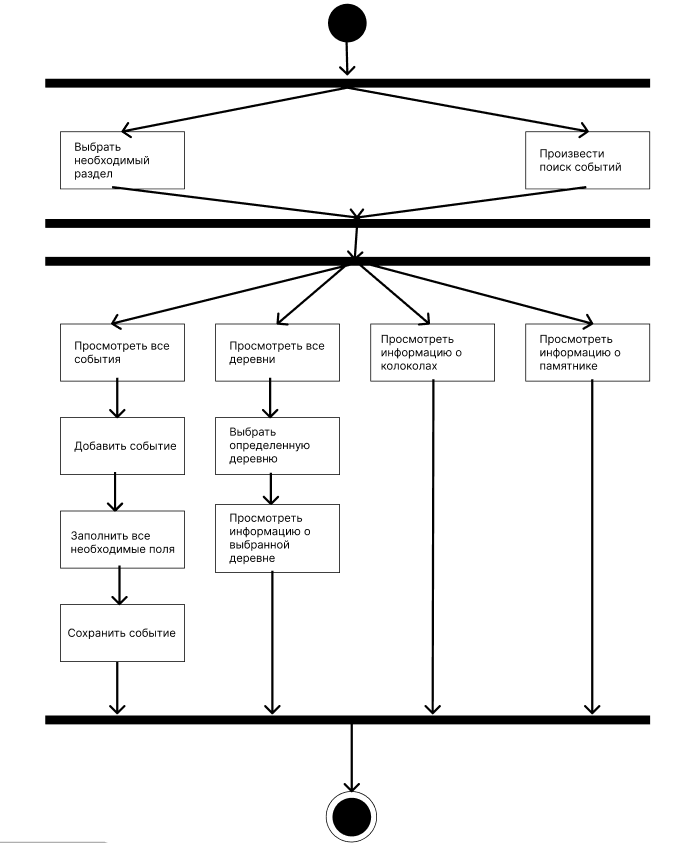 Выбрать
необходимый
раздел
Произвести
поиск событий
Просмотреть все
события
Просмотреть все
деревни
Просмотреть
информацию о
колоколах
Просмотреть
информацию о
памятнике
Добавить событие
Выбрать
определенную
деревню
Заполнить все
необходимые поля
Просмотреть
информацию о
выбранной
деревне
Сохранить событие